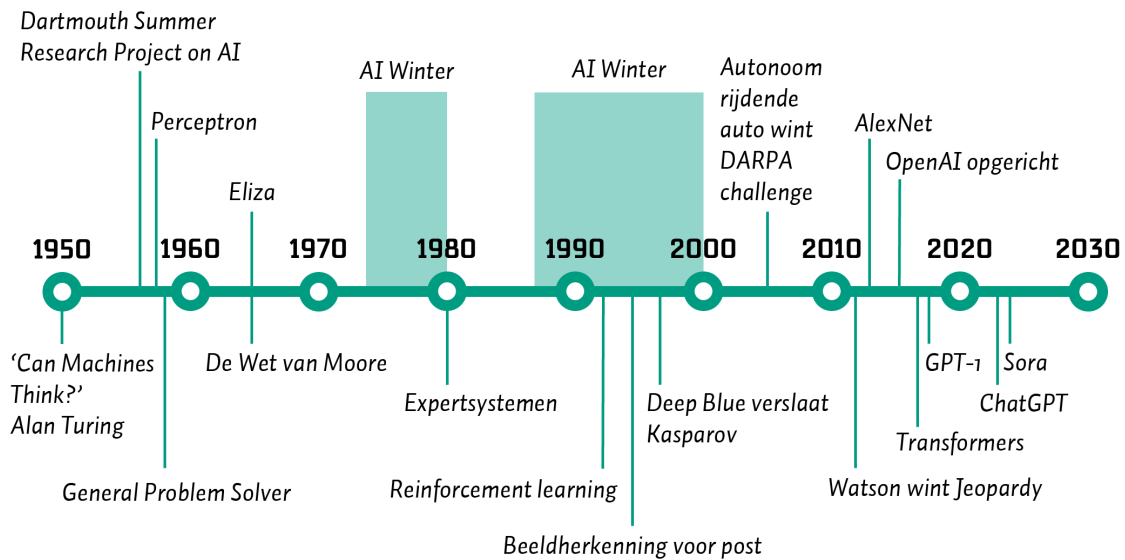 Dartmouth Summer
Research Project on AI
Perceptron
Eliza
AI Winter
AI Winter
Autonoom
rijdende
auto wint
DARPA
challenge
AlexNet
OpenAI opgericht
1950
1960
1970
1980
1990
2000
2010
2020
2030
‘Can Machines
Think?’
Alan Turing
General Problem Solver
De Wet van Moore
Expertsystemen
Reinforcement learning
Beeldherkenning voor post
Deep Blue verslaat
Kasparov
Watson wint Jeopardy
Transformers
GPT-1
ChatGPT
Sora